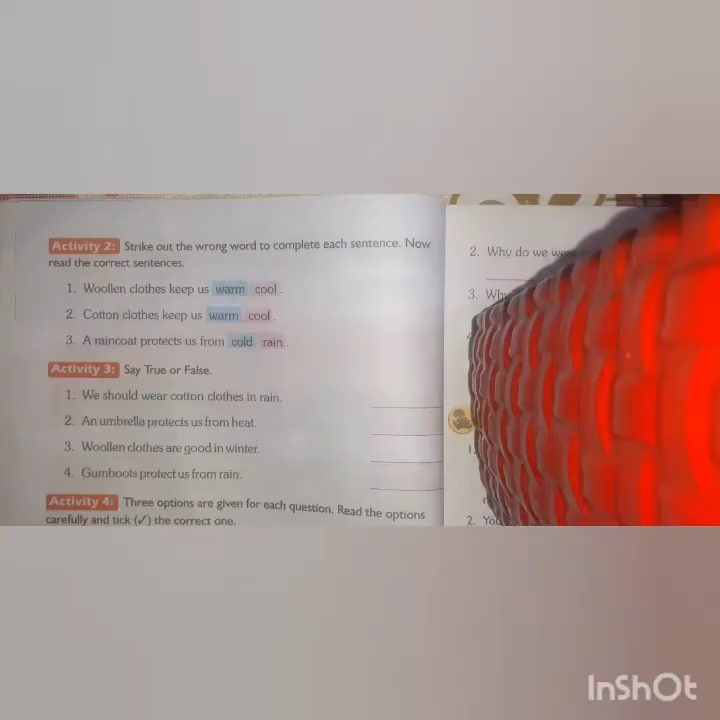 Activity 2: Strike out the wrong word to complete each sentence. Now
read the correct sentences.
1. Woollen clothes keep us warm cool.
2. Cotton clothes keep us warm cool.
3. A raincoat protects us from cold rain.
Activity 3: Say True or False.
1. We should wear cotton clothes in rain.
2. An umbrella protects us from heat.
3. Woollen clothes are good in winter.
4. Gumboots protect us from rain.
Activity 4: Three options are given for each question. Read the options
carefully and tick (✓) the correct one.
2. Why do we
3. Why
2. You
InShOt